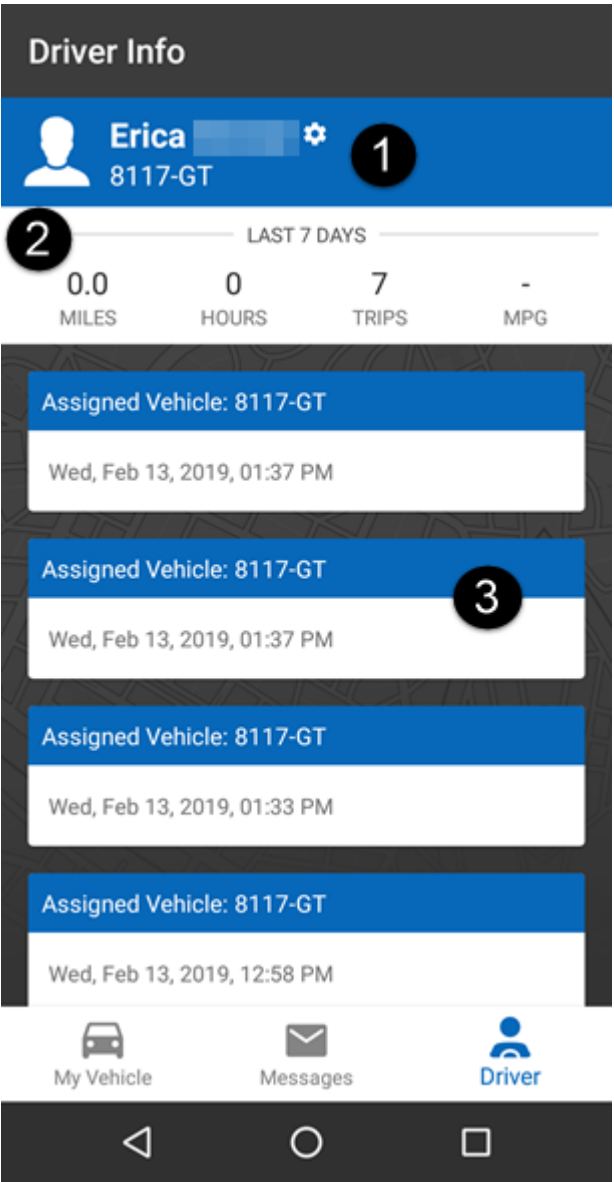 Driver Info
Erica
8117-GT
1
2
LAST 7 DAYS
0.0 0 7 -
MILES HOURS TRIPS MPG
Assigned Vehicle: 8117-GT
Wed, Feb 13, 2019, 01:37 PM
Assigned Vehicle: 8117-GT
3
Wed, Feb 13, 2019, 01:37 PM
Assigned Vehicle: 8117-GT
Wed, Feb 13, 2019, 01:33 PM
Assigned Vehicle: 8117-GT
Wed, Feb 13, 2019, 12:58 PM
My Vehicle Messages Driver